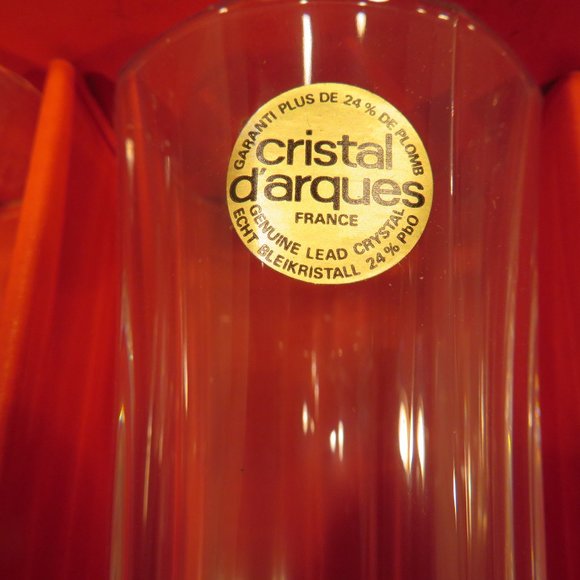 GARANTI PLUS DE 24 % DE PLOMB
cristal
d'arques
FRANCE
GENUINE LEAD CRYSTAL
ECHT BLEIKRISTALL 24 % PbO